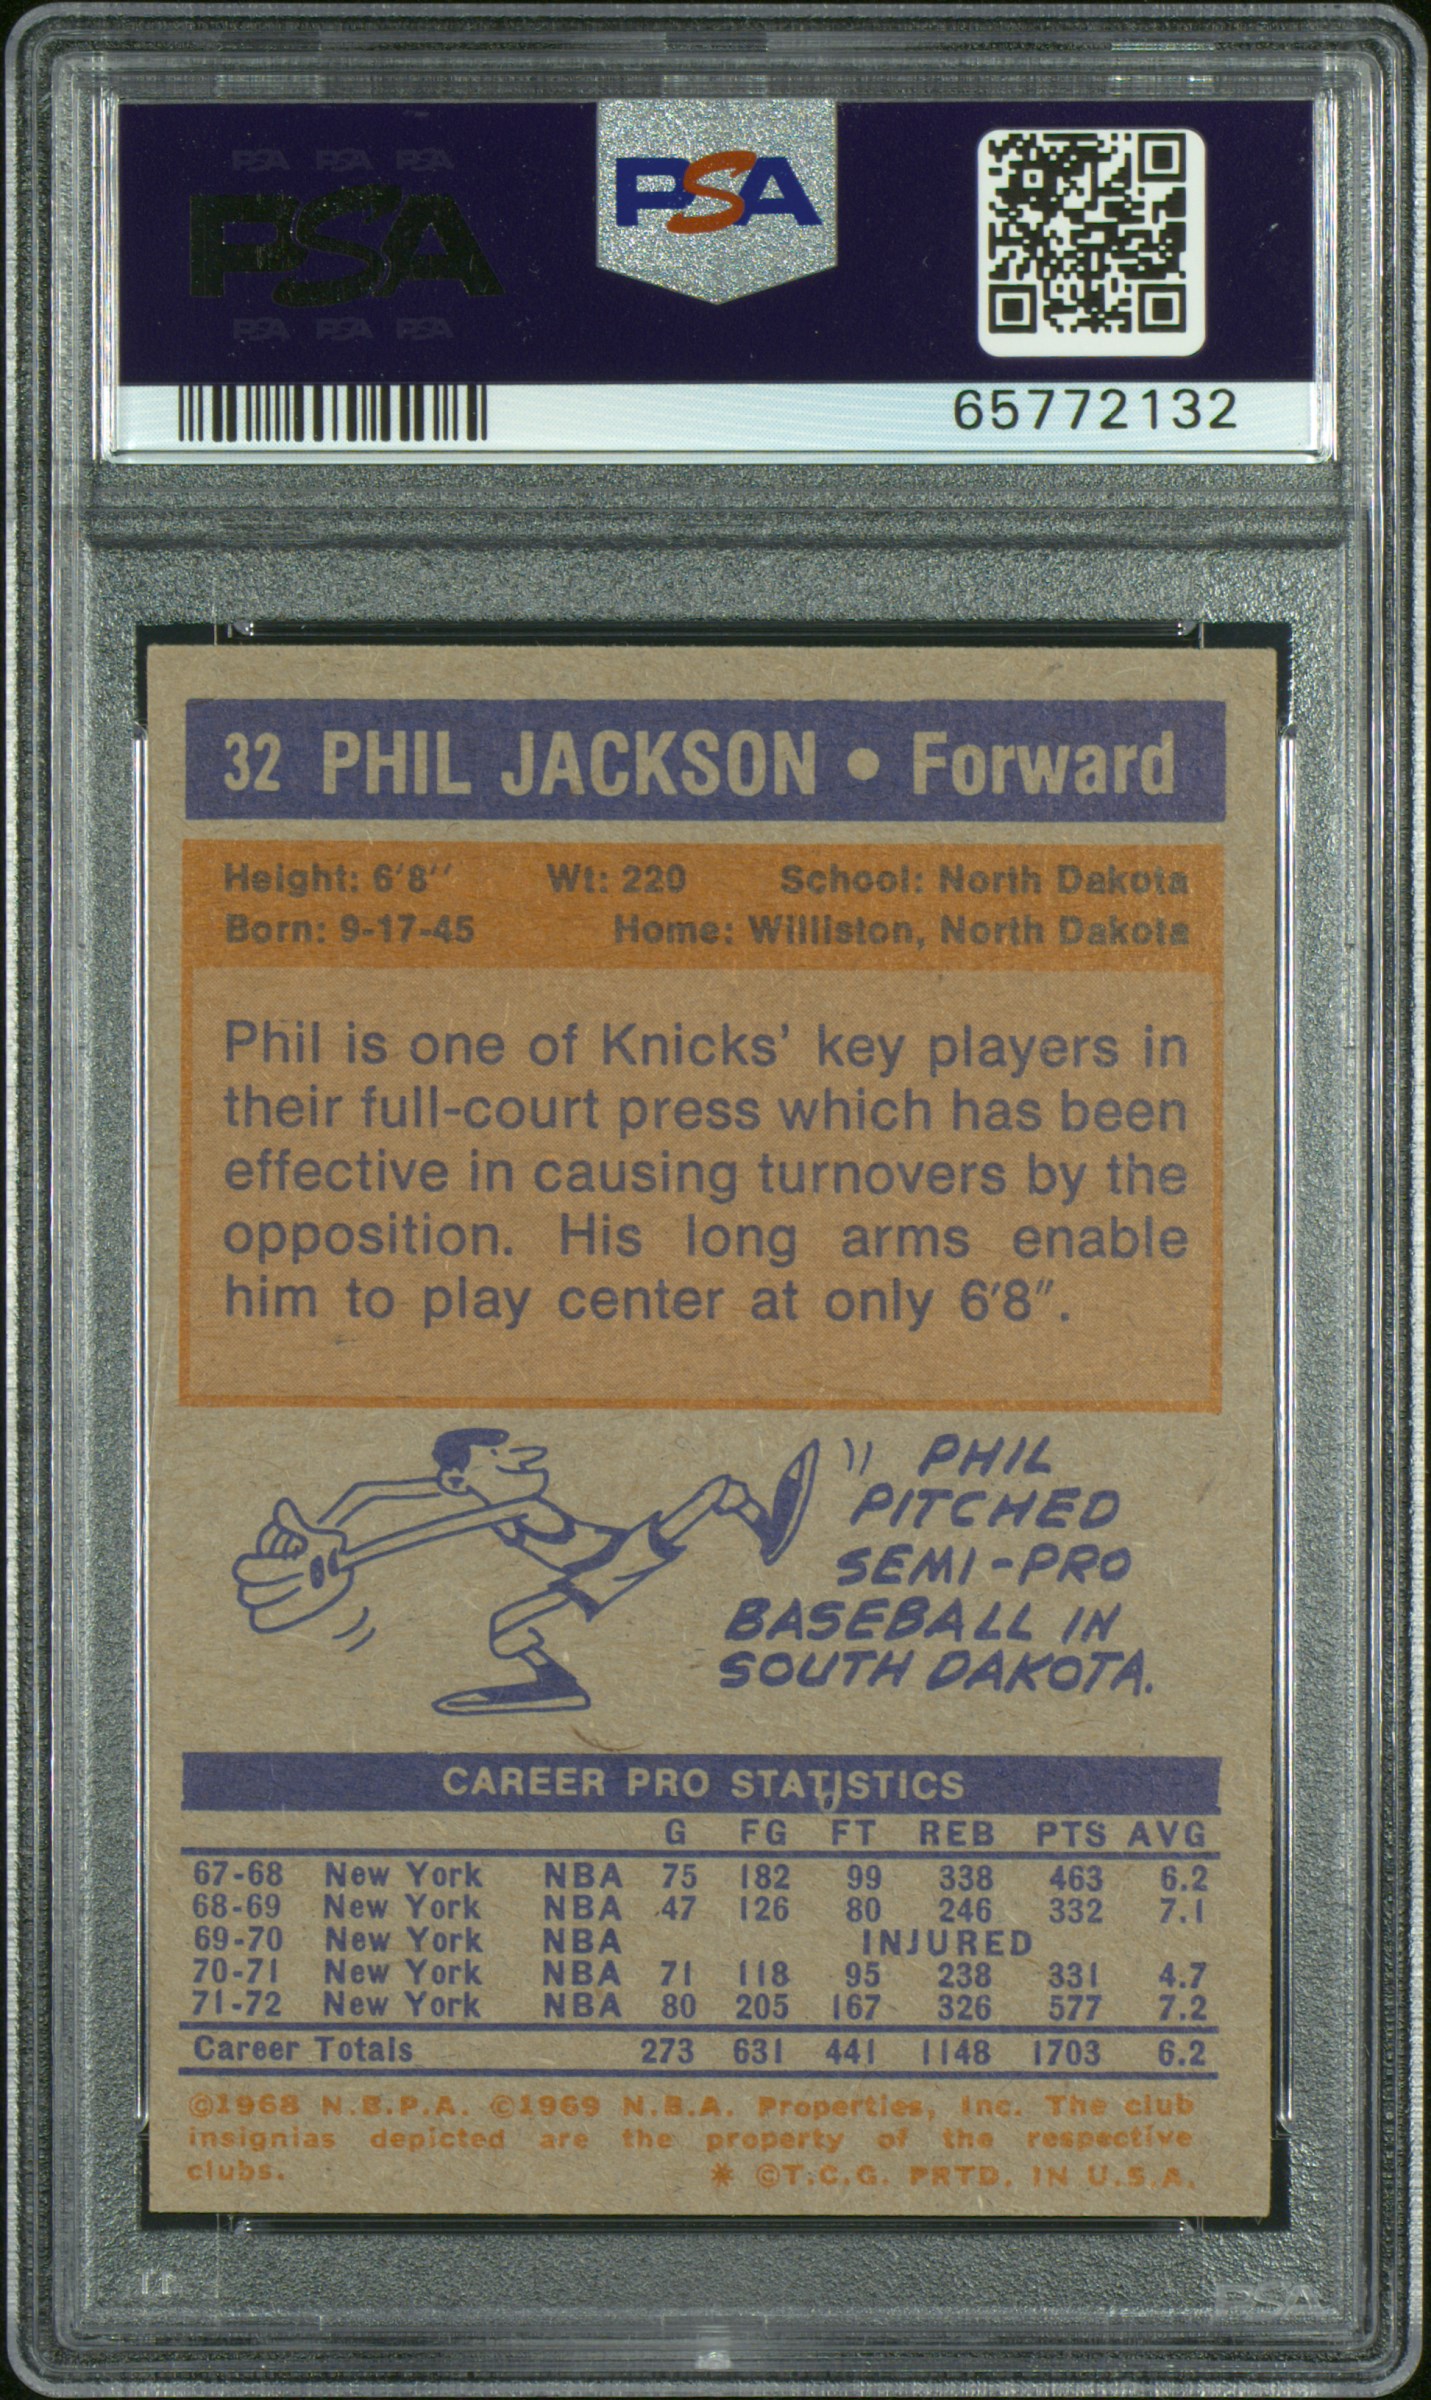 PSA PSA PSA
PSA
PSA PSA PSA
PSA
65772132
32 PHIL JACKSON • Forward
Height: 6'8'' Wt: 220 School: North Dakota
Born: 9-17-45 Home: Williston, North Dakota
Phil is one of Knicks' key players in
their full-court press which has been
effective in causing turnovers by the
opposition. His long arms enable
him to play center at only 6'8".
PHIL
PITCHED
SEMI-PRO
BASEBALL IN
SOUTH DAKOTA.
CAREER PRO STATISTICS
G FG FT REB PTS AVG
67-68 New York NBA 75 182 99 338 463 6.2
68-69 New York NBA 47 126 80 246 332 7.1
69-70 New York NBA INJURED
70-71 New York NBA 71 118 95 238 331 4.7
71-72 New York NBA 80 205 167 326 577 7.2
Career Totals 273 631 441 1148 1703 6.2
©1968 N.B.P.A. ©1969 N.B.A. Properties, Inc. The club
insignias depicted are the property of the respective
clubs. * ©T.C.G. PRTD. IN U.S.A.
PSA